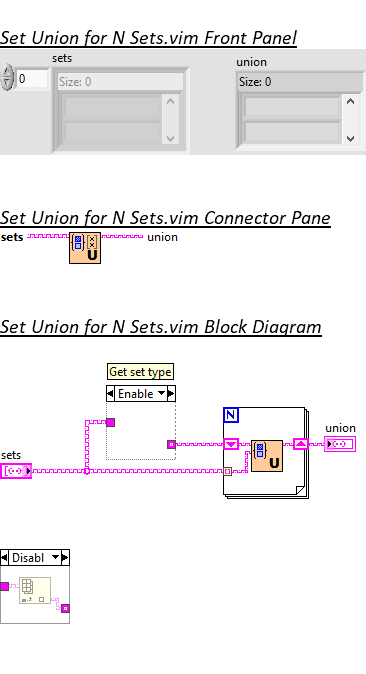 Set Union for N Sets.vim Front Panel
sets
union
0
Size: 0
Size: 0
Set Union for N Sets.vim Connector Pane
sets
union
U
Set Union for N Sets.vim Block Diagram
Get set type
Enable
N
union
sets
U
Disabl